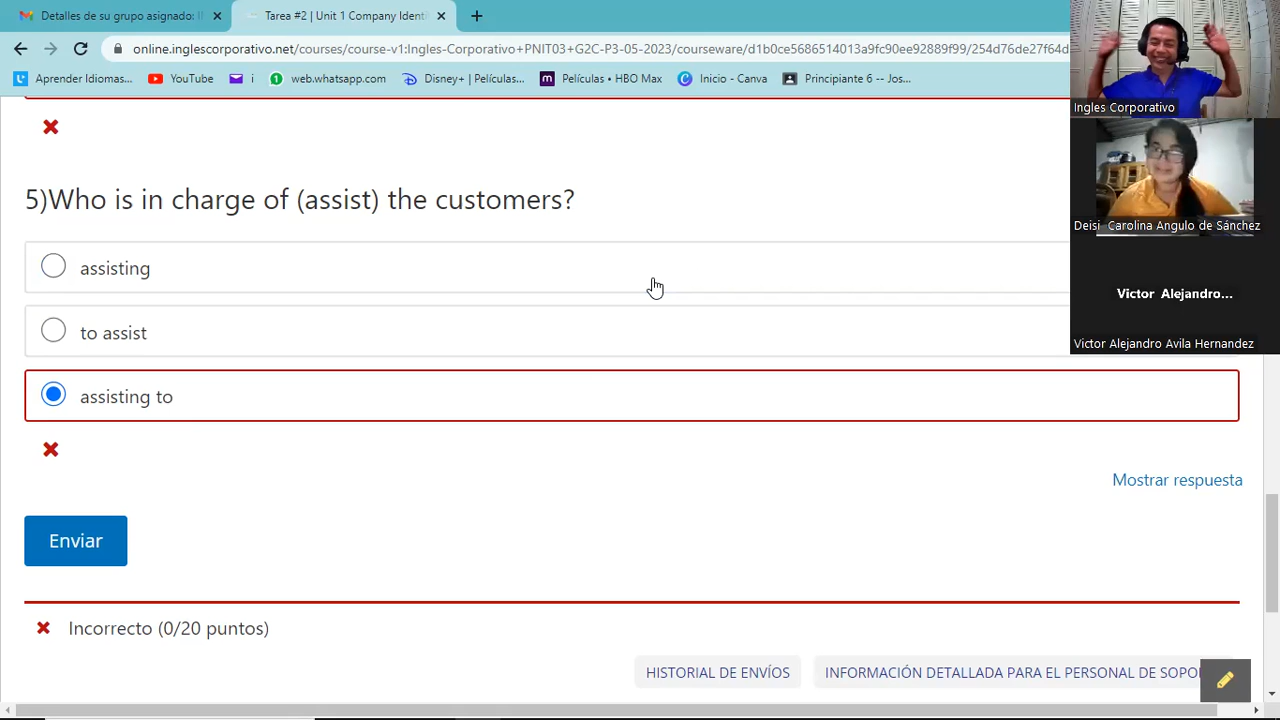 Detalles de su grupo asignado: I
Tarea #2 | Unit 1 Company Identi
online.inglescorporativo.net/courses/course-v1:Ingles-Corporativo+PNIT03+G2C-P3-05-2023/courseware/d1b0ce586514013a8fc90ee92889f99/254d76de27f64d
Aprender Idiomas...
YouTube
i
web.whatsapp.com
Disney+ | Películas...
Películas • HBO Max
Inicio - Canva
Principiante 6 -- Jos...
Ingles Corporativo
Deisi Carolina Angulo de Sánchez
Victor Alejandro...
Victor Alejandro Avila Hernandez
5)Who is in charge of (assist) the customers?
assisting
to assist
assisting to
Mostrar respuesta
Enviar
Incorrecto (0/20 puntos)
HISTORIAL DE ENVÍOS
INFORMACIÓN DETALLADA PARA EL PERSONAL DE SOPO